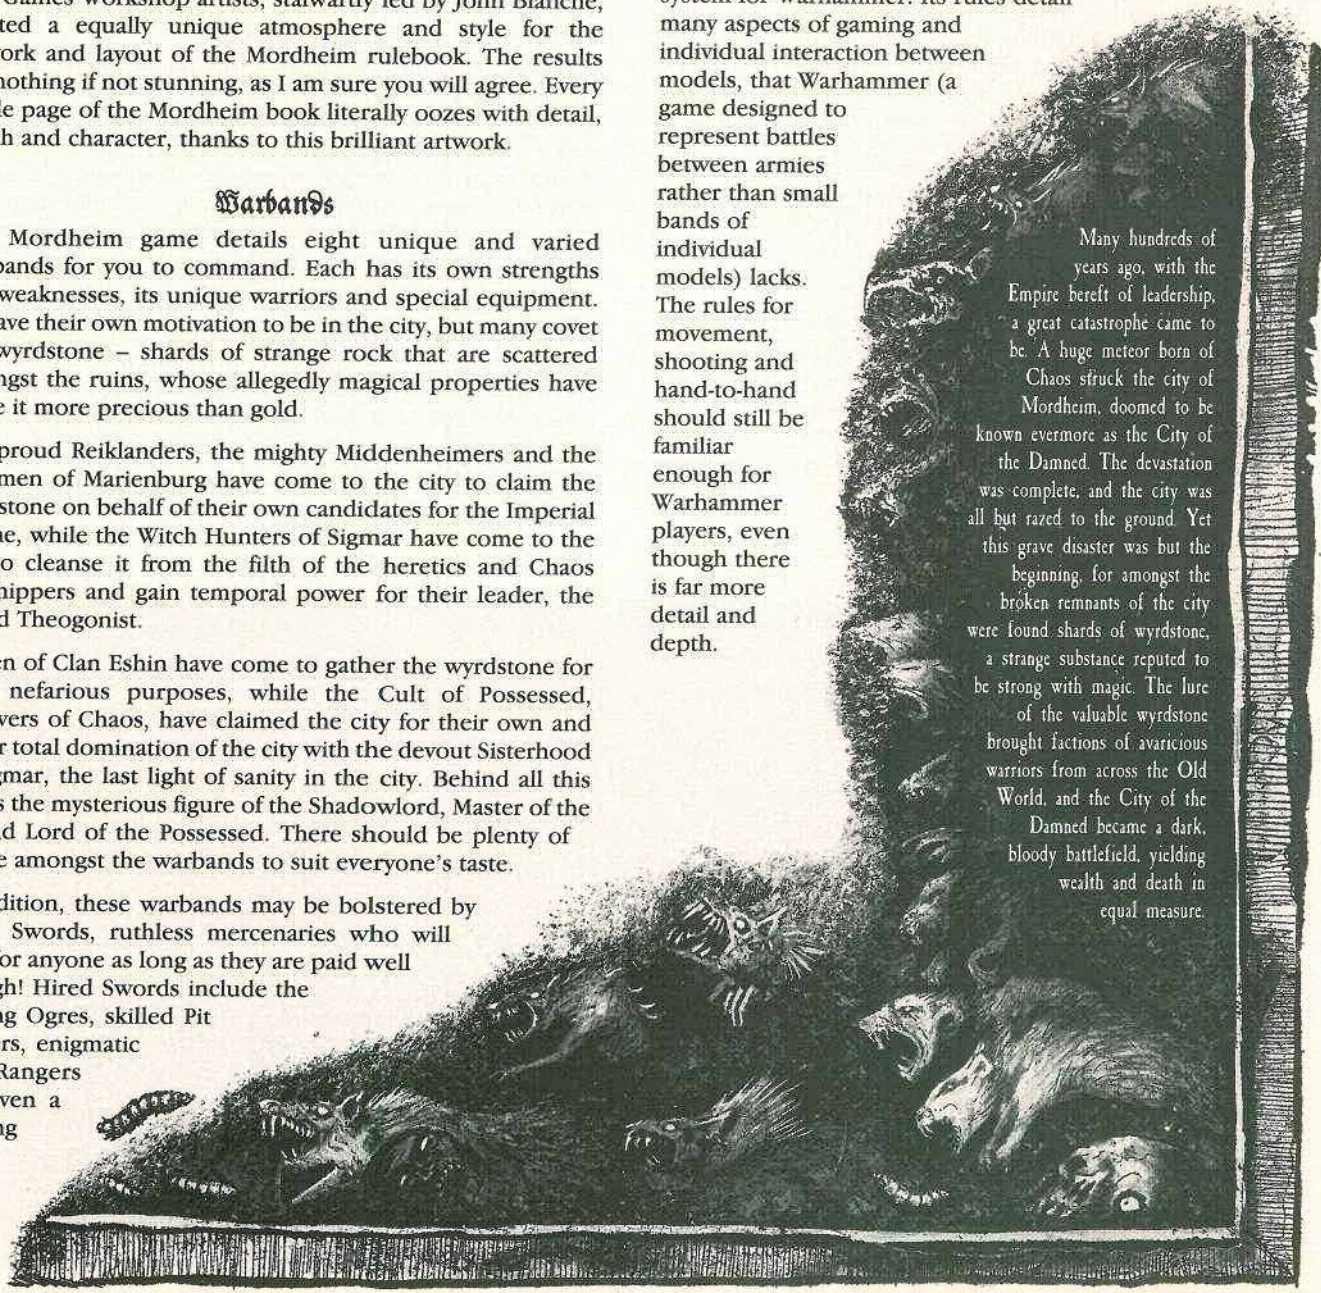 Games Workshop artists, stalwartly led by John Blanche,
ted a equally unique atmosphere and style for the
ork and layout of the Mordheim rulebook. The results
nothing if not stunning, as I am sure you will agree. Every
le page of the Mordheim book literally oozes with detail,
h and character, thanks to this brilliant artwork.
Warbands
Mordheim game details eight unique and varied
bands for you to command. Each has its own strengths
weaknesses, its unique warriors and special equipment.
ave their own motivation to be in the city, but many covet
wyrdstone – shards of strange rock that are scattered
ngst the ruins, whose allegedly magical properties have
e it more precious than gold.
proud Reiklanders, the mighty Middenheimers and the
men of Marienburg have come to the city to claim the
stone on behalf of their own candidates for the Imperial
ne, while the Witch Hunters of Sigmar have come to the
o cleanse it from the filth of the heretics and Chaos
hippers and gain temporal power for their leader, the
d Theogonist.
en of Clan Eshin have come to gather the wyrdstone for
nefarious purposes, while the Cult of Possessed,
wers of Chaos, have claimed the city for their own and
r total domination of the city with the devout Sisterhood
gmar, the last light of sanity in the city. Behind all this
s the mysterious figure of the Shadowlord, Master of the
d Lord of the Possessed. There should be plenty of
e amongst the warbands to suit everyone's taste.
dition, these warbands may be bolstered by
Swords, ruthless mercenaries who will
or anyone as long as they are paid well
gh! Hired Swords include the
ng Ogres, skilled Pit
rs, enigmatic
Rangers
ven a
ng
system for Warhammer. Its rules detail
many aspects of gaming and
individual interaction between
models, that Warhammer (a
game designed to
represent battles
between armies
rather than small
bands of
individual
models) lacks.
The rules for
movement,
shooting and
hand-to-hand
should still be
familiar
enough for
Warhammer
players, even
though there
is far more
detail and
depth.
Many hundreds of
years ago, with the
Empire bereft of leadership,
a great catastrophe came to
be. A huge meteor born of
Chaos struck the city of
Mordheim, doomed to be
known evermore as the City of
the Damned. The devastation
was complete, and the city was
all but razed to the ground. Yet
this grave disaster was but the
beginning, for amongst the
broken remnants of the city
were found shards of wyrdstone,
a strange substance reputed to
be strong with magic. The lure
of the valuable wyrdstone
brought factions of avaricious
warriors from across the Old
World, and the City of the
Damned became a dark,
bloody battlefield, yielding
wealth and death in
equal measure.